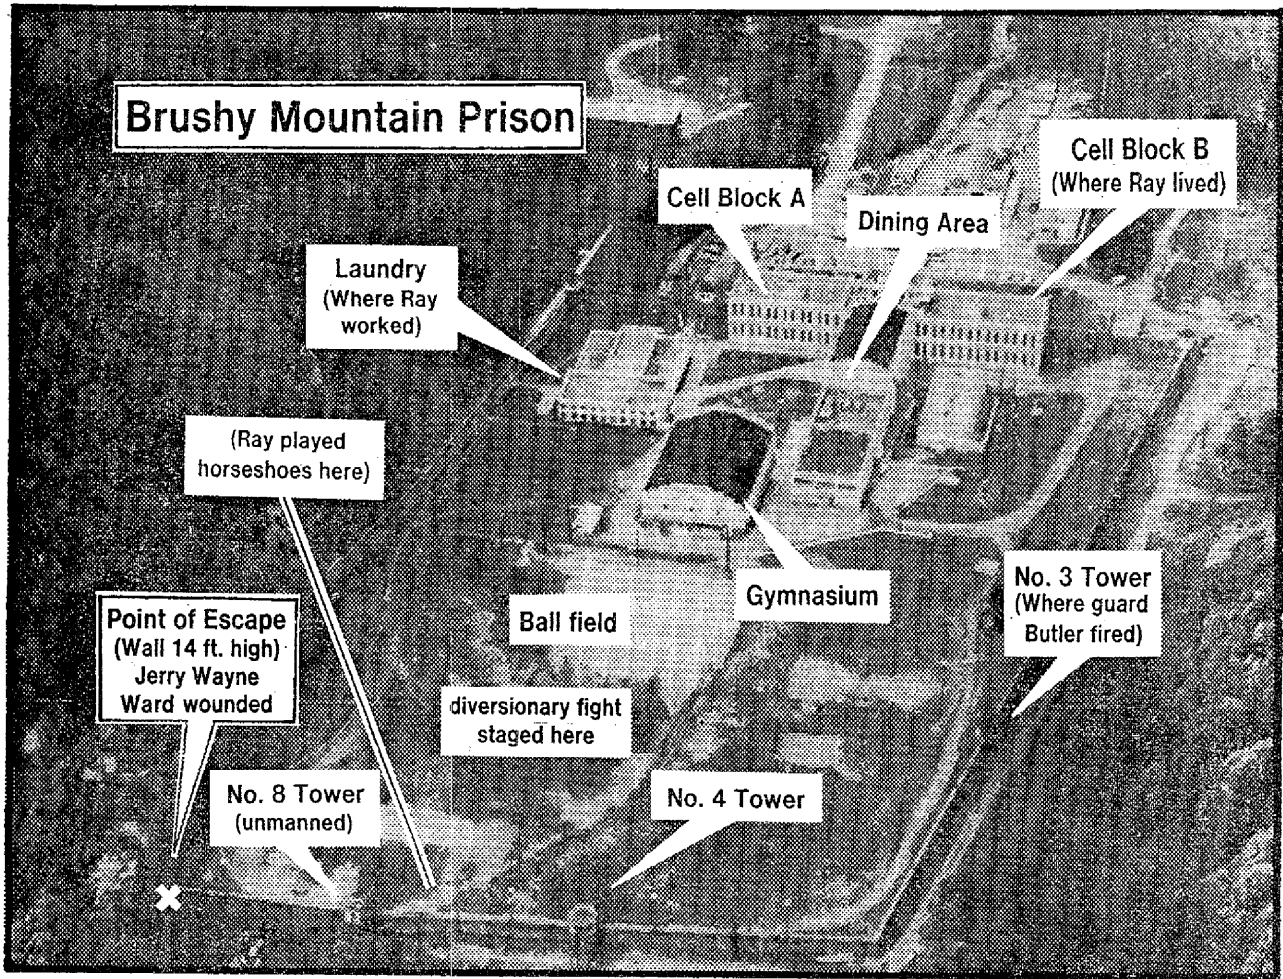 Brushy Mountain Prison
Cell Block B
(Where Ray lived)
Cell Block A
Dining Area
Laundry
(Where Ray
worked)
(Ray played
horseshoes here)
No. 3 Tower
(Where guard
Butler fired)
Gymnasium
Ball field
Point of Escape
(Wall 14 ft. high)
Jerry Wayne
Ward wounded
diversionary fight
staged here
No. 8 Tower
(unmanned)
No. 4 Tower